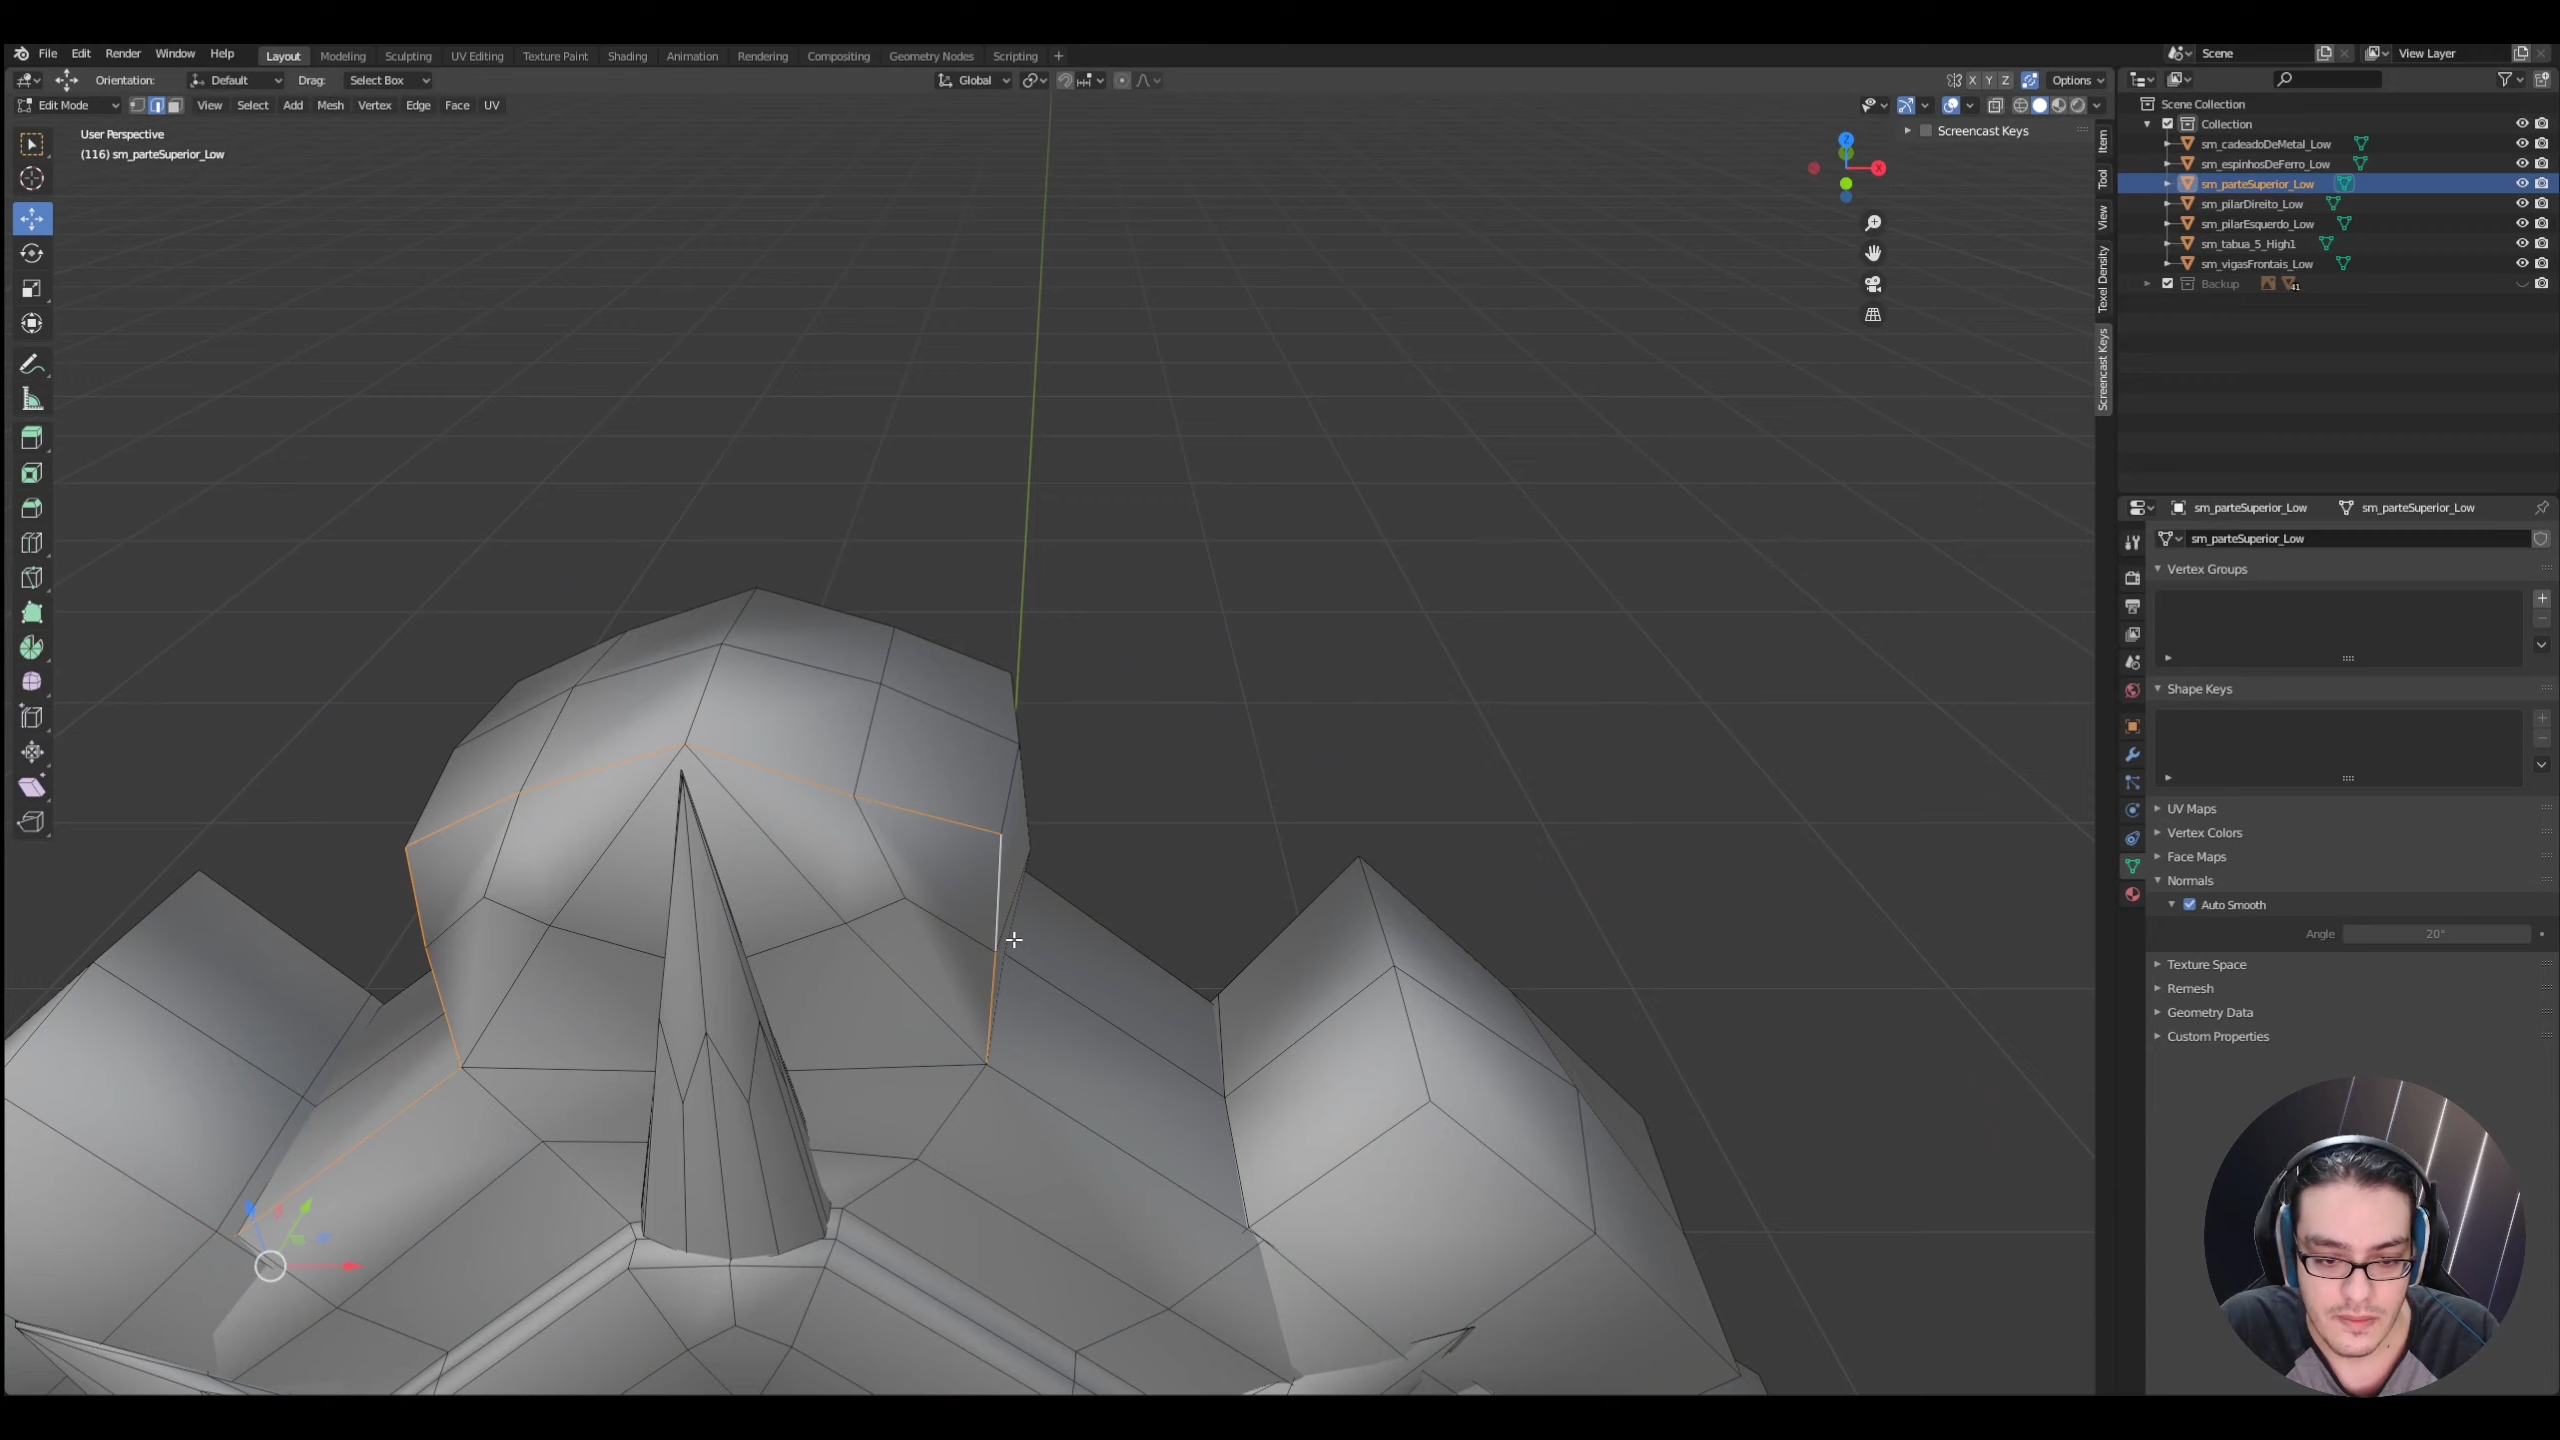 File Edit Render Window Help Layout Modeling Sculpting UV Editing Texture Paint Shading Animation Rendering Compositing Geometry Nodes Scripting + Scene View Layer
Orientation: Default Drag: Select Box Global X Y Z Options
Edit Mode View Select Add Mesh Vertex Edge Face UV
User Perspective
(116) sm_parteSuperior_Low
Screencast Keys
Z
X
Item
Tool
View
Texel Density
Screencast Keys
Scene Collection
Collection
sm_cadeadoDeMetal_Low
sm_espinhosDeFerro_Low
sm_parteSuperior_Low
sm_pilarDireito_Low
sm_pilarEsquerdo_Low
sm_tabua_5_High1
sm_vigasFrontais_Low
Backup 41
sm_parteSuperior_Low sm_parteSuperior_Low
sm_parteSuperior_Low
Vertex Groups
Shape Keys
UV Maps
Vertex Colors
Face Maps
Normals
Auto Smooth
Angle 20°
Texture Space
Remesh
Geometry Data
Custom Properties